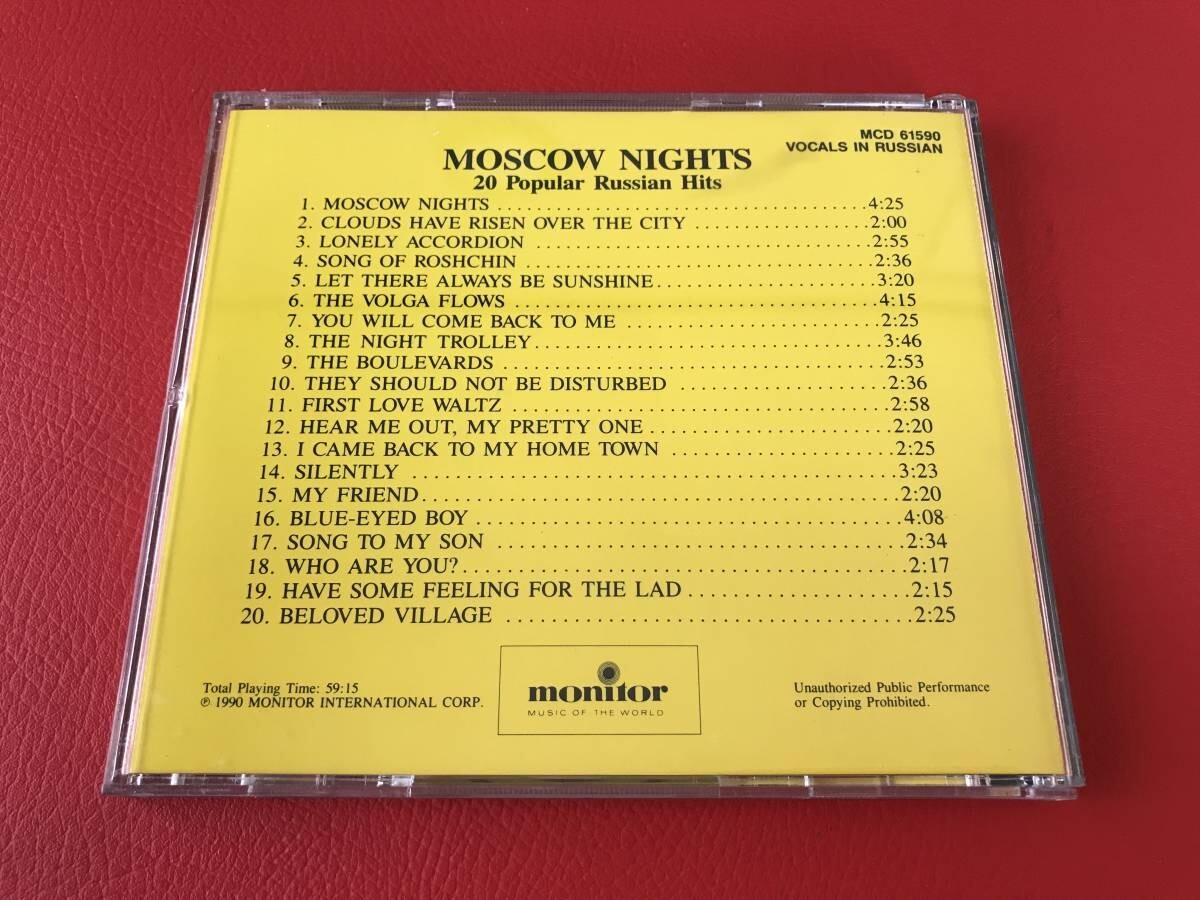 MCD 61590
VOCALS IN RUSSIAN
MOSCOW NIGHTS
20 Popular Russian Hits
1. MOSCOW NIGHTS 4:25
2. CLOUDS HAVE RISEN OVER THE CITY 2:00
3. LONELY ACCORDION 2:55
4. SONG OF ROSHCHIN 2:36
5. LET THERE ALWAYS BE SUNSHINE 3:20
6. THE VOLGA FLOWS 4:15
7. YOU WILL COME BACK TO ME 2:25
8. THE NIGHT TROLLEY 3:46
9. THE BOULEVARDS 2:53
10. THEY SHOULD NOT BE DISTURBED 2:36
11. FIRST LOVE WALTZ 2:58
12. HEAR ME OUT, MY PRETTY ONE 2:20
13. I CAME BACK TO MY HOME TOWN 2:25
14. SILENTLY 3:23
15. MY FRIEND 2:20
16. BLUE-EYED BOY 4:08
17. SONG TO MY SON 2:34
18. WHO ARE YOU? 2:17
19. HAVE SOME FEELING FOR THE LAD 2:15
20. BELOVED VILLAGE 2:25
Total Playing Time: 59:15
℗ 1990 MONITOR INTERNATIONAL CORP.
monitor
MUSIC OF THE WORLD
Unauthorized Public Performance
or Copying Prohibited.